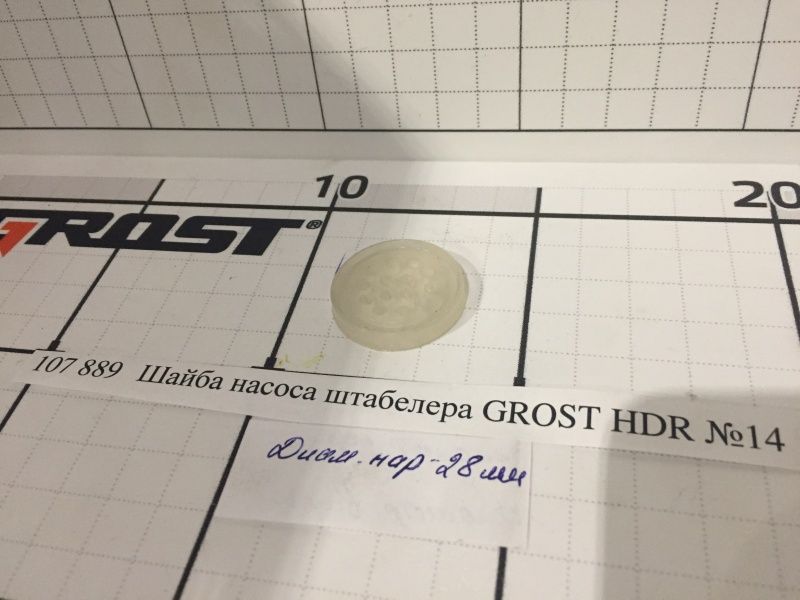 10
20
GROST®
107 889 Шайба насоса штабелера GROST HDR №14
Диам. нар-28мм